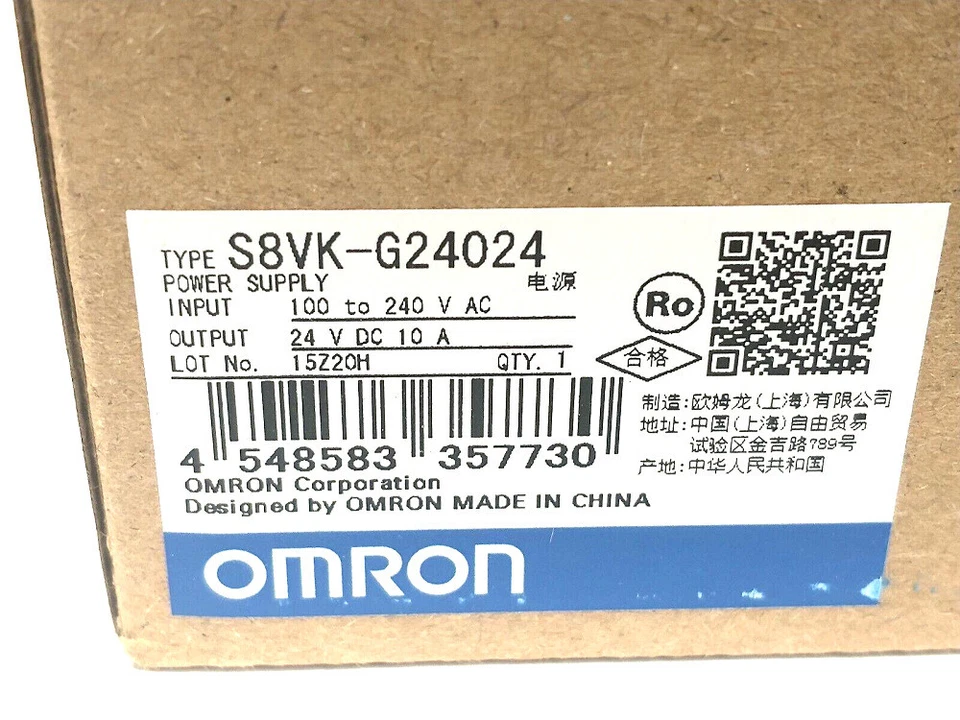 TYPE S8VK-G24024
POWER SUPPLY 电源
INPUT 100 to 240 V AC
OUTPUT 24 V DC 10 A
LOT No. 15Z20H QTY. 1
Ro
合格
4 548583 357730
OMRON Corporation
Designed by OMRON MADE IN CHINA
制造:欧姆龙(上海)有限公司
地址:中国(上海)自由贸易
试验区金吉路789号
产地:中华人民共和国
OMRON